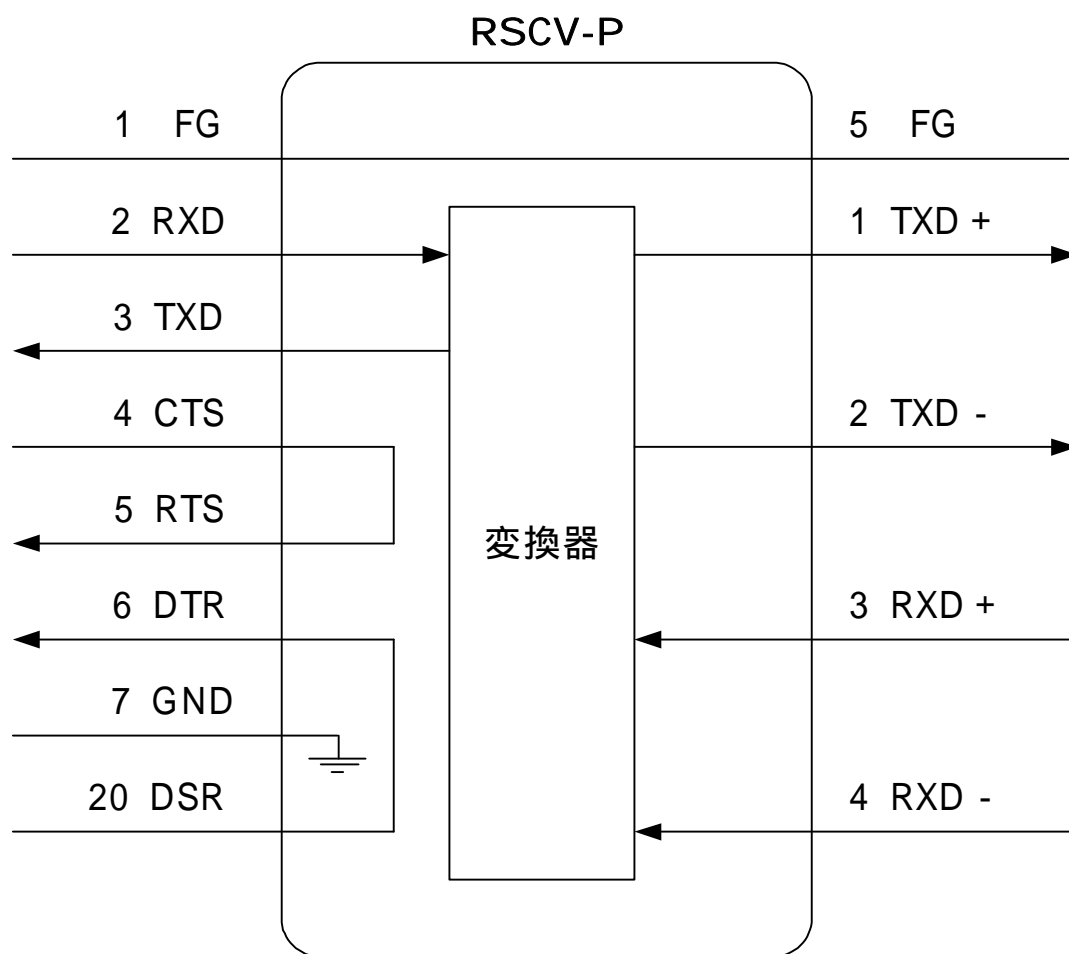 RSCV-P
1 FG
5 FG
2 RXD
1 TXD +
3 TXD
4 CTS
2 TXD -
5 RTS
変換器
6 DTR
3 RXD +
7 GND
20 DSR
4 RXD -